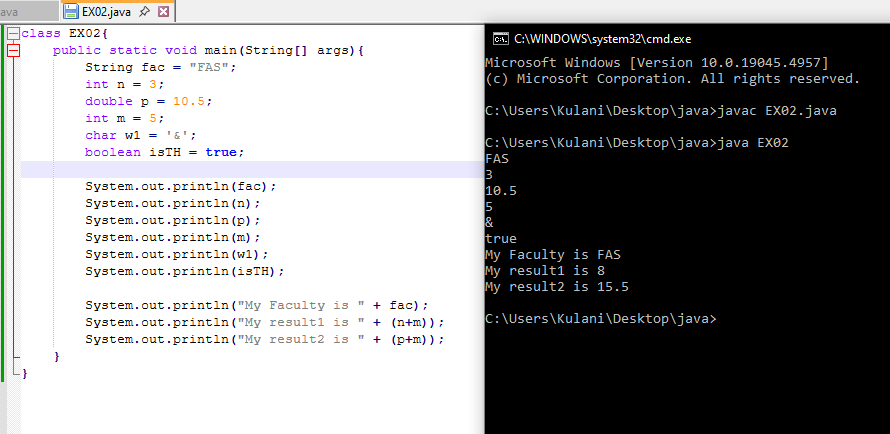 ava
EX02.java
class EX02{
public static void main(String[] args){
String fac = "FAS";
int n = 3;
double p = 10.5;
int m = 5;
char w1 = '&';
boolean isTH = true;
System.out.println(fac);
System.out.println(n);
System.out.println(p);
System.out.println(m);
System.out.println(w1);
System.out.println(isTH);
System.out.println("My Faculty is " + fac);
System.out.println("My result1 is " + (n+m));
System.out.println("My result2 is " + (p+m));
}
}
C:\WINDOWS\system32\cmd.exe
Microsoft Windows [Version 10.0.19045.4957]
(c) Microsoft Corporation. All rights reserved.
C:\Users\Kulani\Desktop\java>javac EX02.java
C:\Users\Kulani\Desktop\java>java EX02
FAS
3
10.5
5
&
true
My Faculty is FAS
My result1 is 8
My result2 is 15.5
C:\Users\Kulani\Desktop\java>